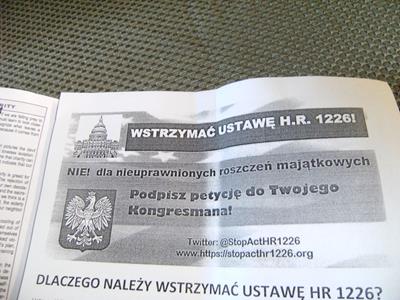 WSTRZYMAĆ USTAWĘ H.R. 1226!
NIE! dla nieuprawnionych roszczeń majątkowych
Podpisz petycję do Twojego
Kongresmana!
Twitter: @StopActHR1226
www.https://stopacthr1226.org
DLACZEGO NALEŻY WSTRZYMAĆ USTAWĘ HR 1226?